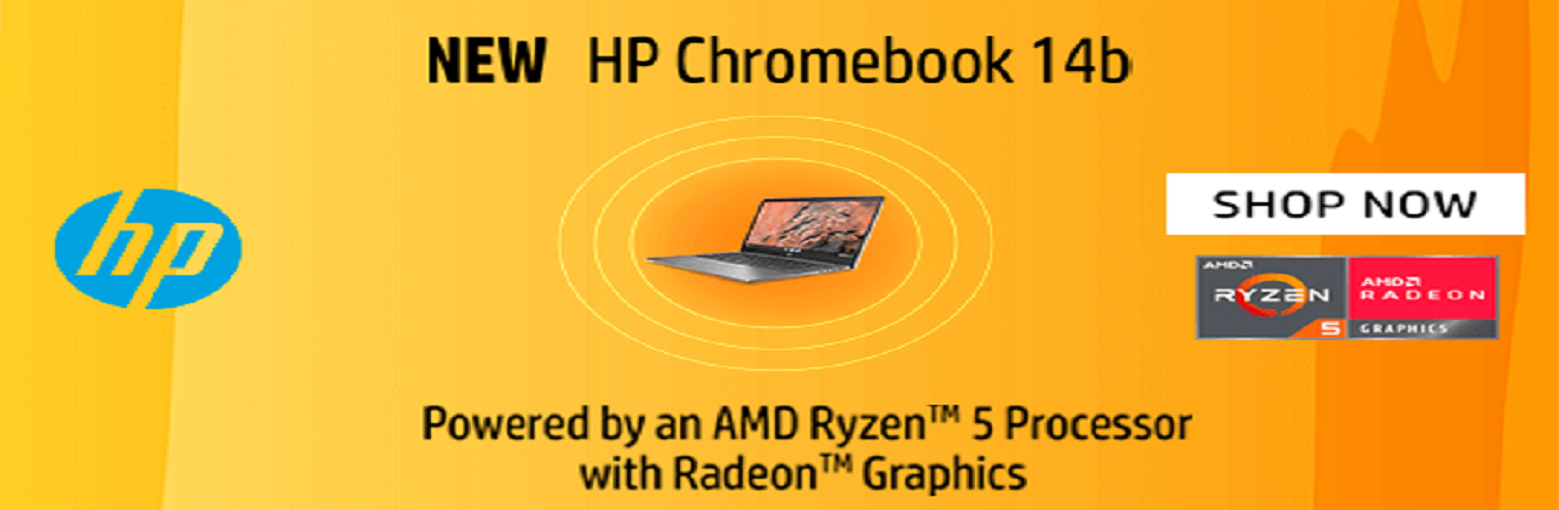 NEW HP Chromebook 14b
hp
SHOP NOW
AMD
RYZEN
5
AMD
RADEON
GRAPHICS
Powered by an AMD Ryzen™ 5 Processor
with Radeon™ Graphics